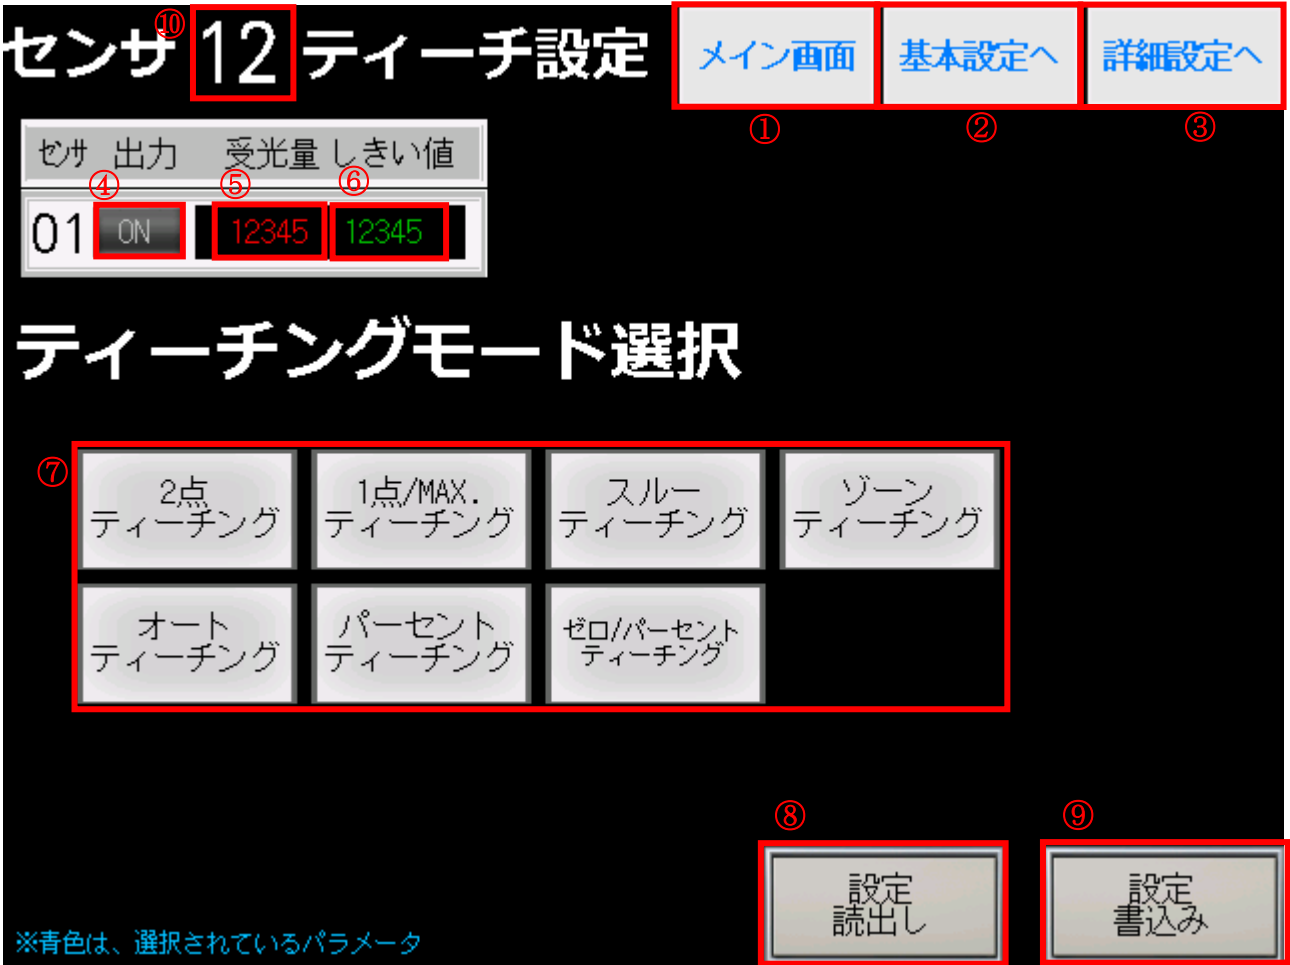 ⑩
センサ 12 ティーチ設定
メイン画面
基本設定へ
詳細設定へ
①
②
③
センサ 出力 受光量 しきい値
④ ⑤ ⑥
01 ON 12345 12345
ティーチングモード選択
⑦
2点
ティーチング
1点/MAX.
ティーチング
スルー
ティーチング
ゾーン
ティーチング
オート
ティーチング
パーセント
ティーチング
ゼロ/パーセント
ティーチング
⑧
⑨
設定
読出し
設定
書込み
※青色は、選択されているパラメータ